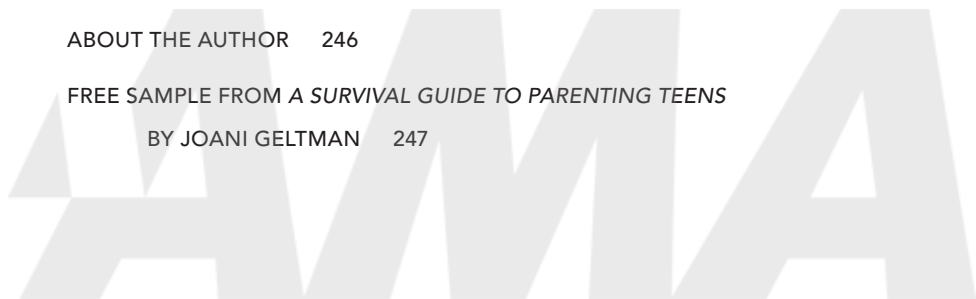 ABOUT THE AUTHOR 246
FREE SAMPLE FROM A SURVIVAL GUIDE TO PARENTING TEENS
BY JOANI GELTMAN 247
AMA